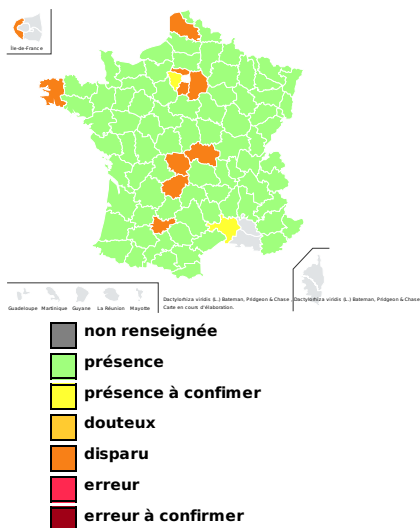 Île-de-France
Guadeloupe Martinique Guyane La Réunion Mayotte
Dactylorhiza viridis (L.) Bateman, Pridgeon & Chase , Dactylorhiza viridis (L.) Bateman, Pridgeon & Chase
Carte en cours d'élaboration.
non renseignée
présence
présence à confimer
douteux
disparu
erreur
erreur à confirmer